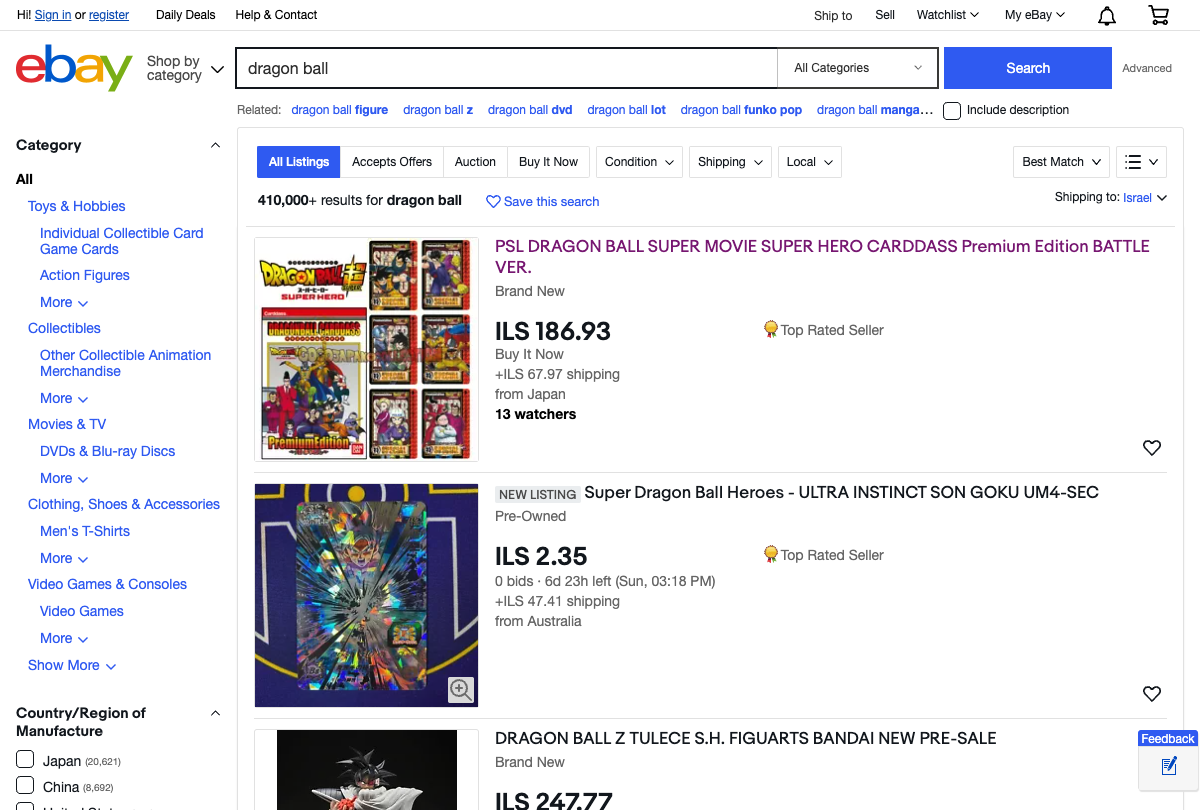 Hi! Sign in or register Daily Deals Help & Contact Ship to Sell Watchlist My eBay
ebay Shop by category dragon ball All Categories Search Advanced
Related: dragon ball figure dragon ball z dragon ball dvd dragon ball lot dragon ball funko pop dragon ball manga… Include description
Category
All
Toys & Hobbies
Individual Collectible Card
Game Cards
Action Figures
More
Collectibles
Other Collectible Animation
Merchandise
More
Movies & TV
DVDs & Blu-ray Discs
More
Clothing, Shoes & Accessories
Men's T-Shirts
More
Video Games & Consoles
Video Games
More
Show More
Country/Region of
Manufacture
Japan (20,621)
China (8,692)
All Listings Accepts Offers Auction Buy It Now Condition Shipping Local Best Match
410,000+ results for dragon ball Save this search Shipping to: Israel
DRAGON BALL
SUPER HERO
DRAGONBALL CARDDASS
Premium Edition
PSL DRAGON BALL SUPER MOVIE SUPER HERO CARDDASS Premium Edition BATTLE
VER.
Brand New
ILS 186.93 Top Rated Seller
Buy It Now
+ILS 67.97 shipping
from Japan
13 watchers
NEW LISTING Super Dragon Ball Heroes - ULTRA INSTINCT SON GOKU UM4-SEC
Pre-Owned
ILS 2.35 Top Rated Seller
0 bids · 6d 23h left (Sun, 03:18 PM)
+ILS 47.41 shipping
from Australia
DRAGON BALL Z TULECE S.H. FIGUARTS BANDAI NEW PRE-SALE
Brand New
ILS 247.77
Feedback